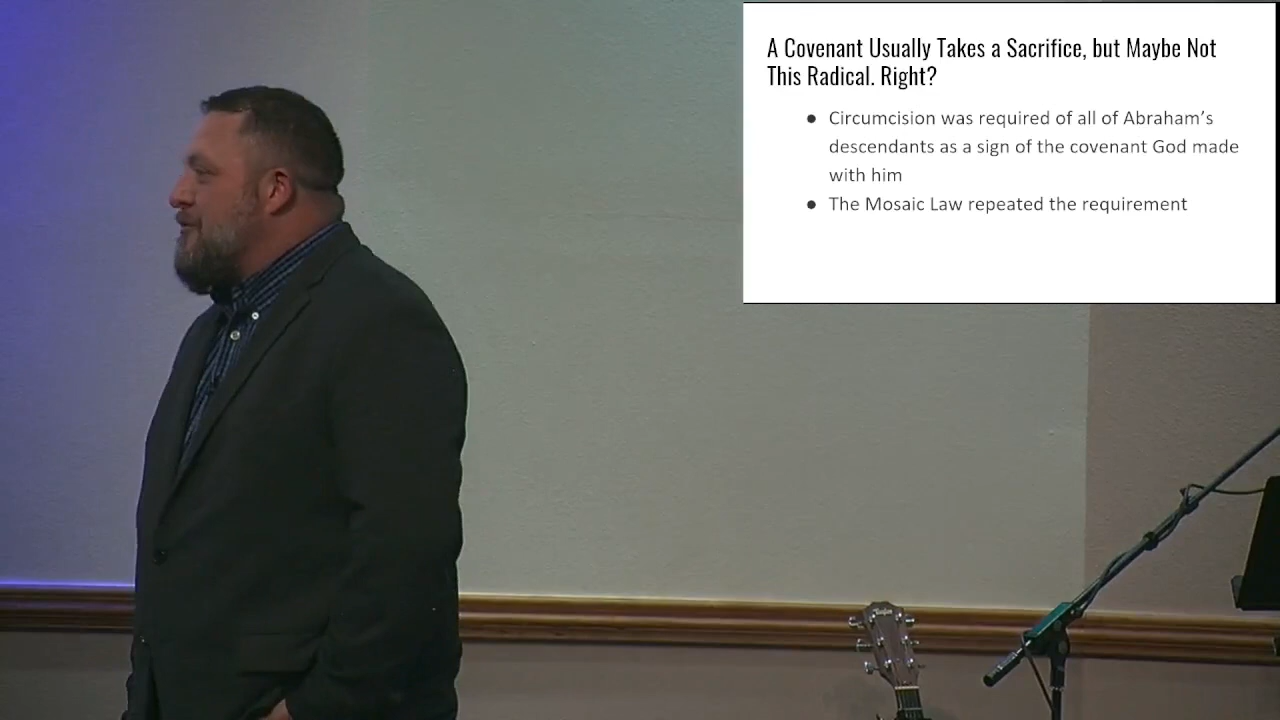 A Covenant Usually Takes a Sacrifice, but Maybe Not
This Radical. Right?
● Circumcision was required of all of Abraham's
descendants as a sign of the covenant God made
with him
● The Mosaic Law repeated the requirement